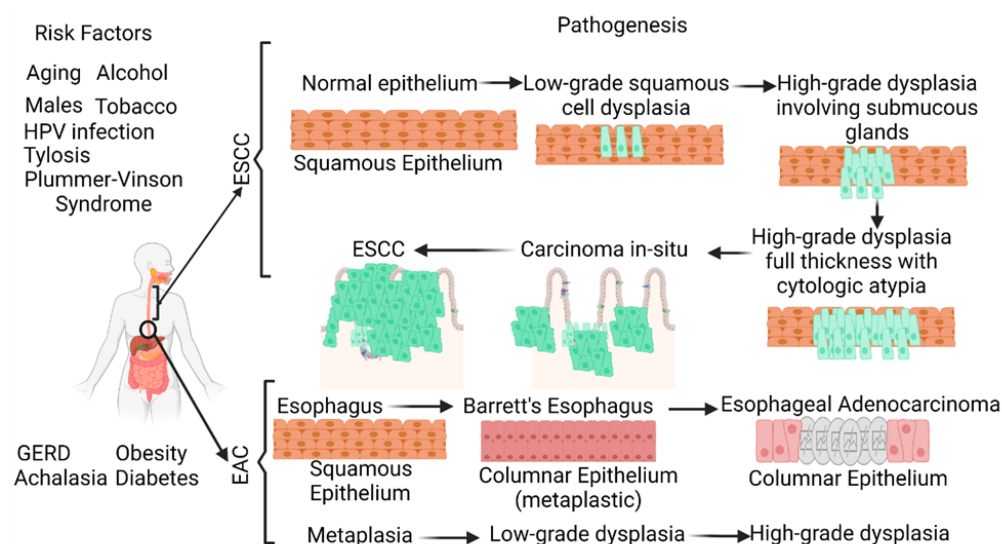 Risk Factors
Aging Alcohol
Males Tobacco
HPV infection
Tylosis
Plummer-Vinson
Syndrome
GERD Obesity
Achalasia Diabetes
Pathogenesis
ESCC
Normal epithelium
Squamous Epithelium
Low-grade squamous
cell dysplasia
High-grade dysplasia
involving submucous
glands
High-grade dysplasia
full thickness with
cytologic atypia
Carcinoma in-situ
ESCC
EAC
Esophagus
Squamous
Epithelium
Barrett's Esophagus
Columnar Epithelium
(metaplastic)
Esophageal Adenocarcinoma
Columnar Epithelium
Metaplasia
Low-grade dysplasia
High-grade dysplasia